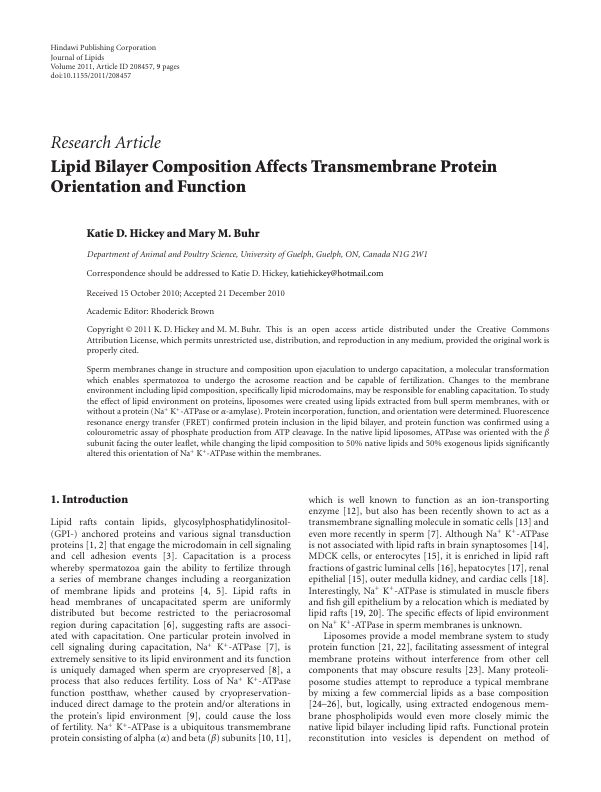 Hindawi Publishing Corporation
Journal of Lipids
Volume 2011, Article ID 208457, 9 pages
doi:10.1155/2011/208457
Research Article
Lipid Bilayer Composition Affects Transmembrane Protein
Orientation and Function
Katie D. Hickey and Mary M. Buhr
Department of Animal and Poultry Science, University of Guelph, Guelph, ON, Canada N1G 2W1
Correspondence should be addressed to Katie D. Hickey, katiehickey@hotmail.com
Received 15 October 2010; Accepted 21 December 2010
Academic Editor: Rhoderick Brown
Copyright © 2011 K. D. Hickey and M. M. Buhr. This is an open access article distributed under the Creative Commons
Attribution License, which permits unrestricted use, distribution, and reproduction in any medium, provided the original work is
properly cited.
Sperm membranes change in structure and composition upon ejaculation to undergo capacitation, a molecular transformation
which enables spermatozoa to undergo the acrosome reaction and be capable of fertilization. Changes to the membrane
environment including lipid composition, specifically lipid microdomains, may be responsible for enabling capacitation. To study
the effect of lipid environment on proteins, liposomes were created using lipids extracted from bull sperm membranes, with or
without a protein (Na⁺ K⁺-ATPase or α-amylase). Protein incorporation, function, and orientation were determined. Fluorescence
resonance energy transfer (FRET) confirmed protein inclusion in the lipid bilayer, and protein function was confirmed using a
colourometric assay of phosphate production from ATP cleavage. In the native lipid liposomes, ATPase was oriented with the β
subunit facing the outer leaflet, while changing the lipid composition to 50% native lipids and 50% exogenous lipids significantly
altered this orientation of Na⁺ K⁺-ATPase within the membranes.
1. Introduction
Lipid rafts contain lipids, glycosylphosphatidylinositol-
(GPI-) anchored proteins and various signal transduction
proteins [1, 2] that engage the microdomain in cell signaling
and cell adhesion events [3]. Capacitation is a process
whereby spermatozoa gain the ability to fertilize through
a series of membrane changes including a reorganization
of membrane lipids and proteins [4, 5]. Lipid rafts in
head membranes of uncapacitated sperm are uniformly
distributed but become restricted to the periacrosomal
region during capacitation [6], suggesting rafts are associ-
ated with capacitation. One particular protein involved in
cell signaling during capacitation, Na⁺ K⁺-ATPase [7], is
extremely sensitive to its lipid environment and its function
is uniquely damaged when sperm are cryopreserved [8], a
process that also reduces fertility. Loss of Na⁺ K⁺-ATPase
function postthaw, whether caused by cryopreservation-
induced direct damage to the protein and/or alterations in
the protein's lipid environment [9], could cause the loss
of fertility. Na⁺ K⁺-ATPase is a ubiquitous transmembrane
protein consisting of alpha (α) and beta (β) subunits [10, 11],
which is well known to function as an ion-transporting
enzyme [12], but also has been recently shown to act as a
transmembrane signalling molecule in somatic cells [13] and
even more recently in sperm [7]. Although Na⁺ K⁺-ATPase
is not associated with lipid rafts in brain synaptosomes [14],
MDCK cells, or enterocytes [15], it is enriched in lipid raft
fractions of gastric luminal cells [16], hepatocytes [17], renal
epithelial [15], outer medulla kidney, and cardiac cells [18].
Interestingly, Na⁺ K⁺-ATPase is stimulated in muscle fibers
and fish gill epithelium by a relocation which is mediated by
lipid rafts [19, 20]. The specific effects of lipid environment
on Na⁺ K⁺-ATPase in sperm membranes is unknown.
Liposomes provide a model membrane system to study
protein function [21, 22], facilitating assessment of integral
membrane proteins without interference from other cell
components that may obscure results [23]. Many proteoli-
posome studies attempt to reproduce a typical membrane
by mixing a few commercial lipids as a base composition
[24–26], but, logically, using extracted endogenous mem-
brane phospholipids would even more closely mimic the
native lipid bilayer including lipid rafts. Functional protein
reconstitution into vesicles is dependent on method of